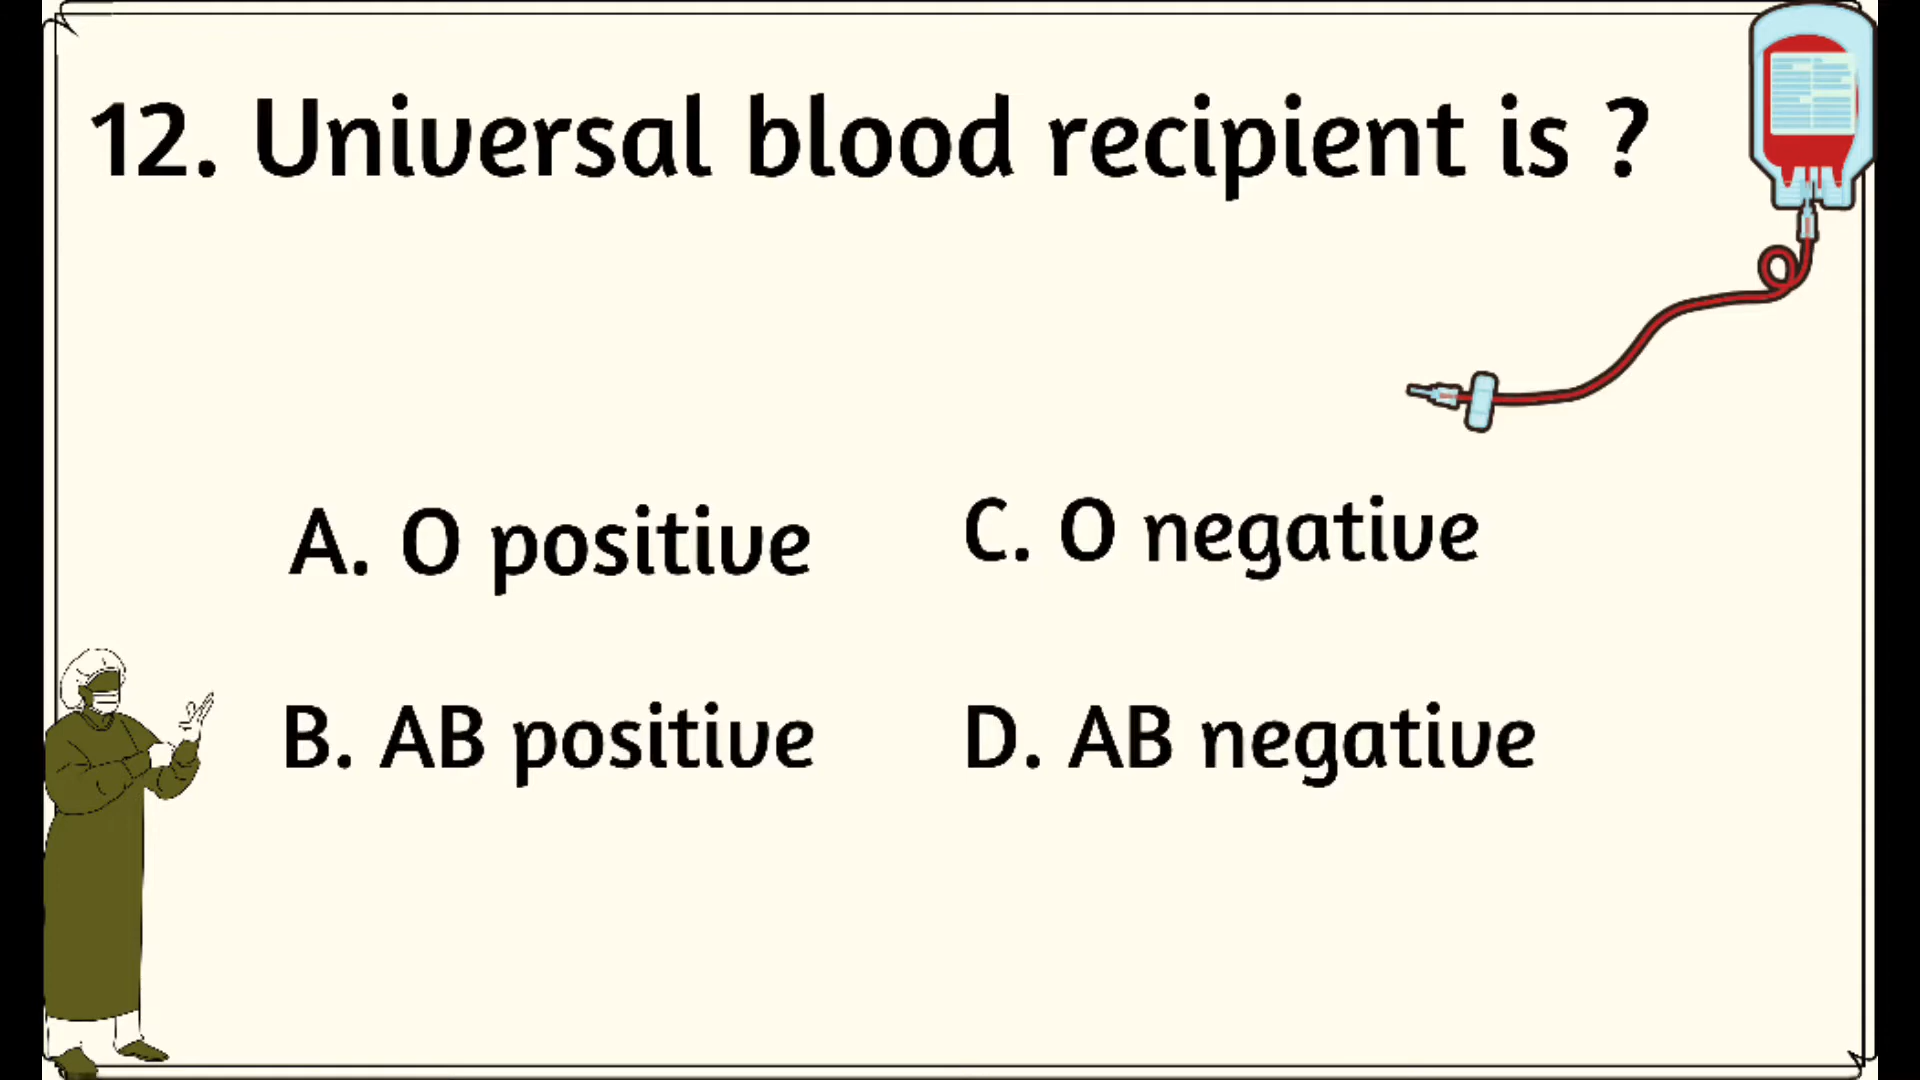 12. Universal blood recipient is ?
A. O positive
C. O negative
B. AB positive
D. AB negative